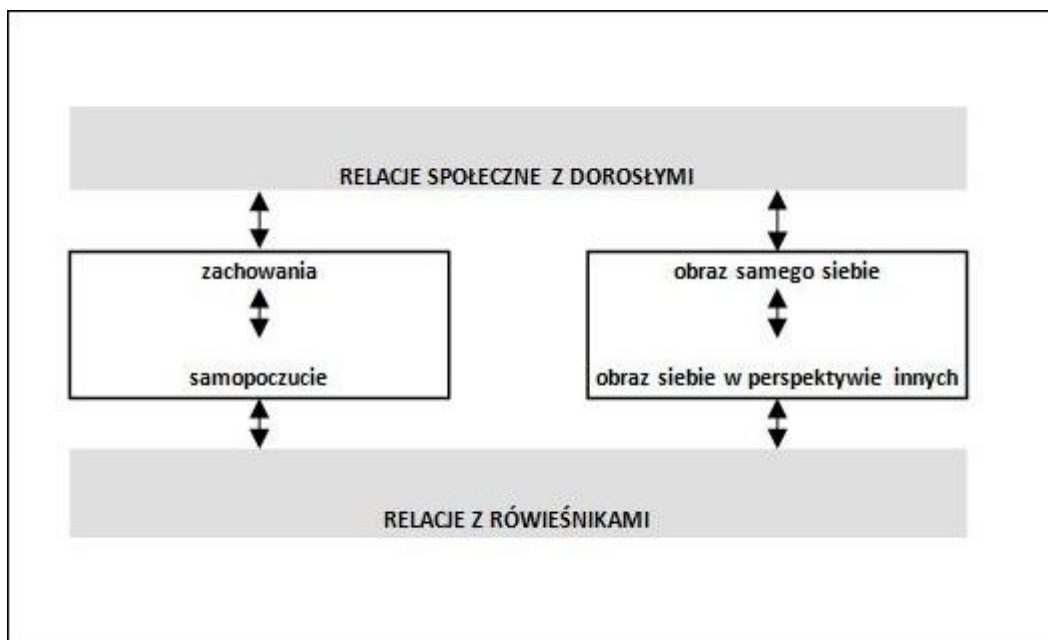 RELACJE SPOŁECZNE Z DOROSŁYMI
zachowania
samopoczucie
obraz samego siebie
obraz siebie w perspektywie innych
RELACJE Z RÓWIEŚNIKAMI